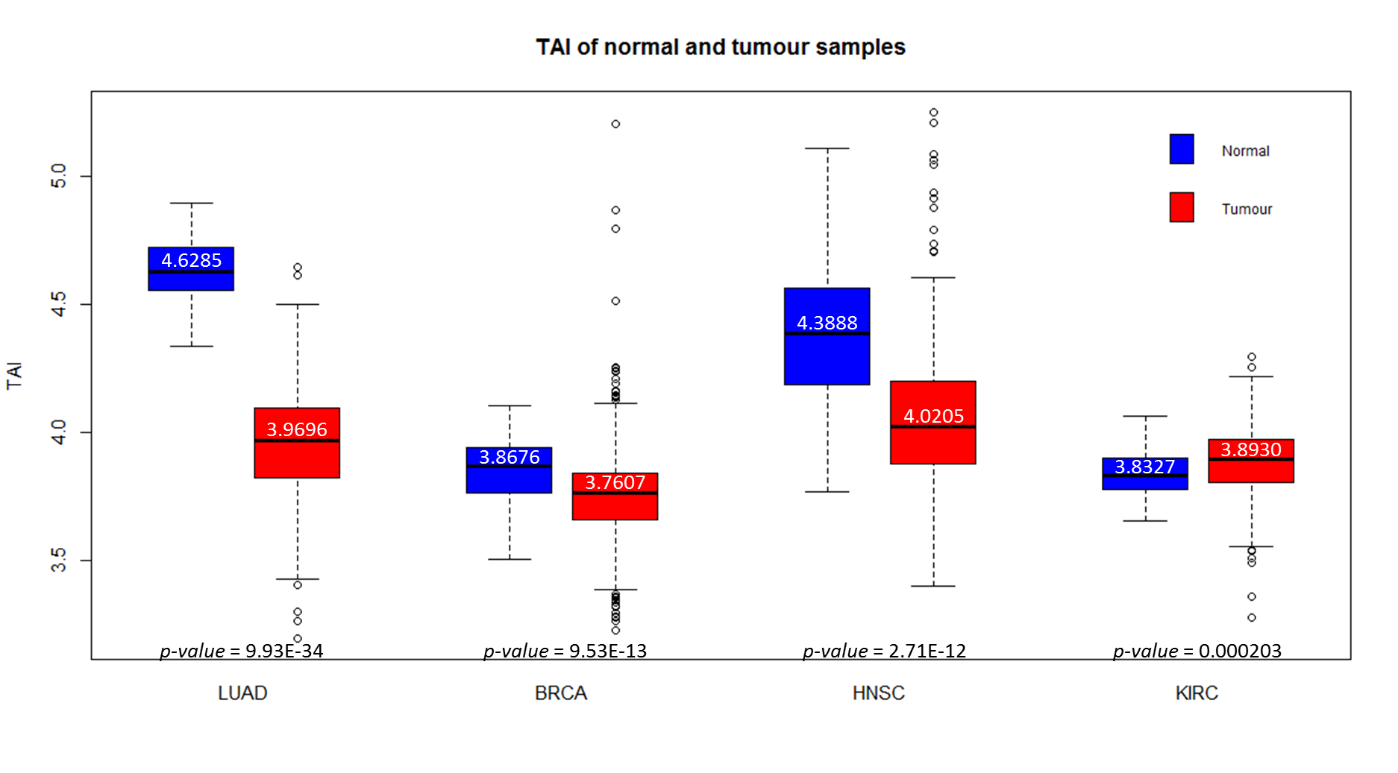 TAI of normal and tumour samples
Normal
Tumour
TAI
5.0
4.5
4.0
3.5
4.6285
3.9696
3.8676
3.7607
4.3888
4.0205
3.8327
3.8930
p-value = 9.93E-34
p-value = 9.53E-13
p-value = 2.71E-12
p-value = 0.000203
LUAD
BRCA
HNSC
KIRC